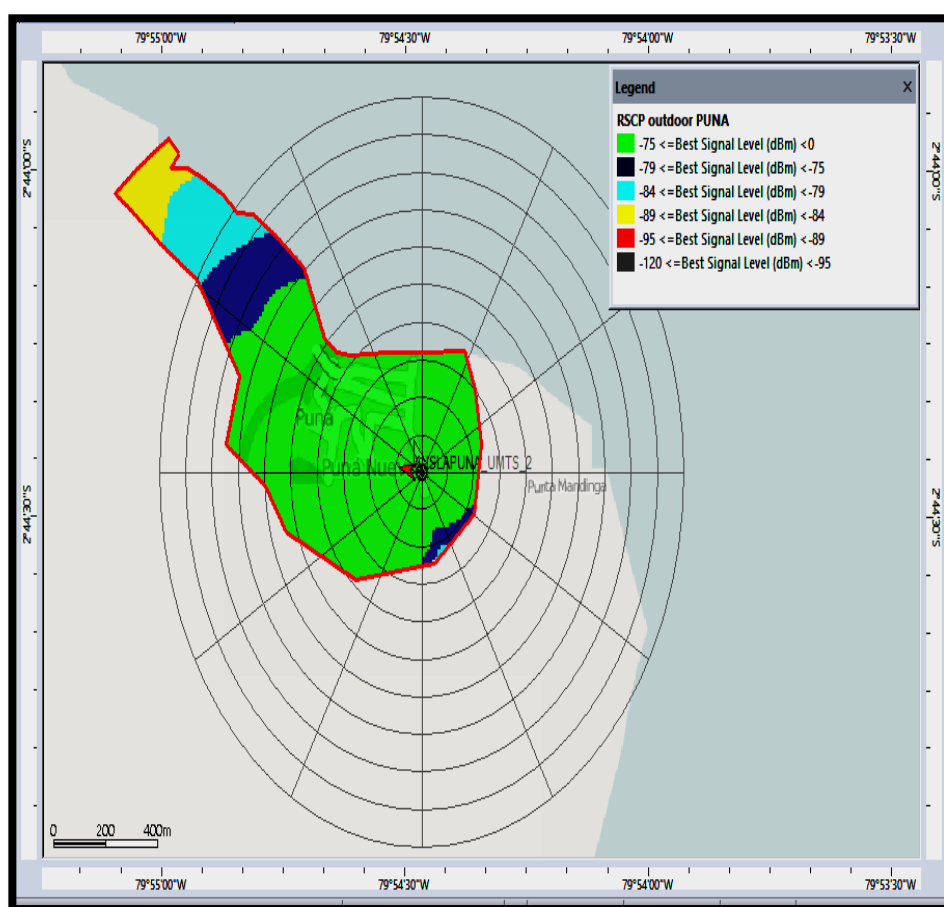 79°55'00"W 79°54'30"W 79°54'00"W 79°53'30"W
Legend X
RSCP outdoor PUNA
-75 <=Best Signal Level (dBm) <0
-79 <=Best Signal Level (dBm) <-75
-84 <=Best Signal Level (dBm) <-79
-89 <=Best Signal Level (dBm) <-84
-95 <=Best Signal Level (dBm) <-89
-120 <=Best Signal Level (dBm) <-95
2°44'00"S 2°44'00"S
Puna
Puná Nue
SLAPUNA_UMTS_2
Punta Mandinga
2°44'30"S 2°44'30"S
0 200 400m
79°55'00"W 79°54'30"W 79°54'00"W 79°53'30"W